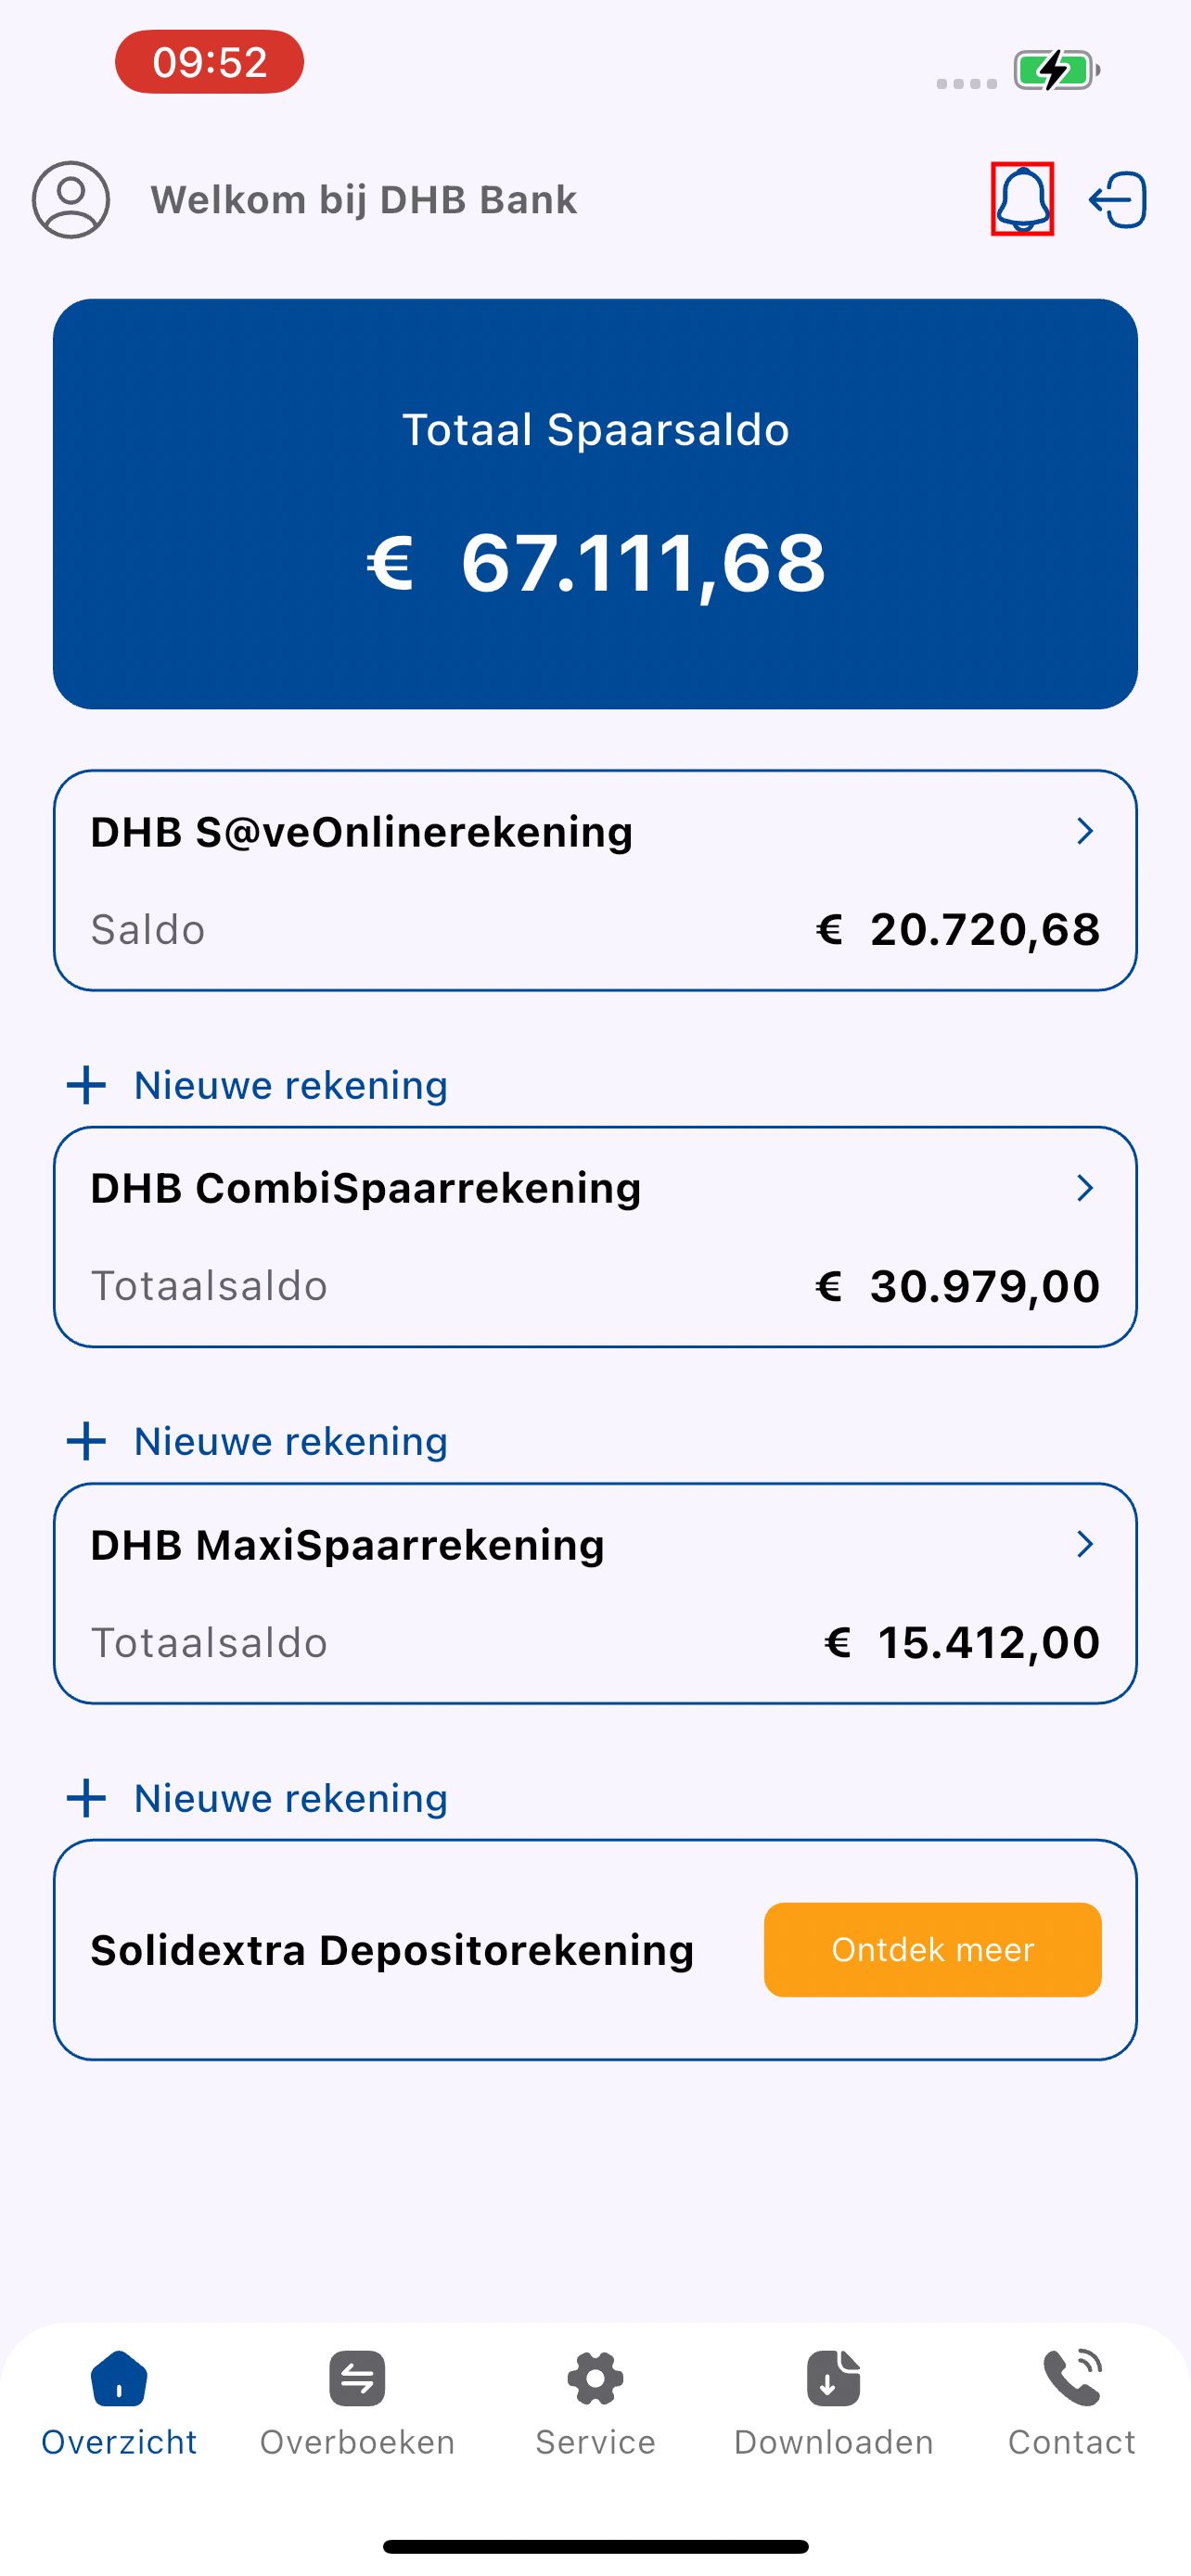 09:52
Welkom bij DHB Bank
Totaal Spaarsaldo
€ 67.111,68
DHB S@veOnlinerekening
Saldo € 20.720,68
+ Nieuwe rekening
DHB CombiSpaarrekening
Totaalsaldo € 30.979,00
+ Nieuwe rekening
DHB MaxiSpaarrekening
Totaalsaldo € 15.412,00
+ Nieuwe rekening
Solidextra Depositorekening Ontdek meer
Overzicht Overboeken Service Downloaden Contact